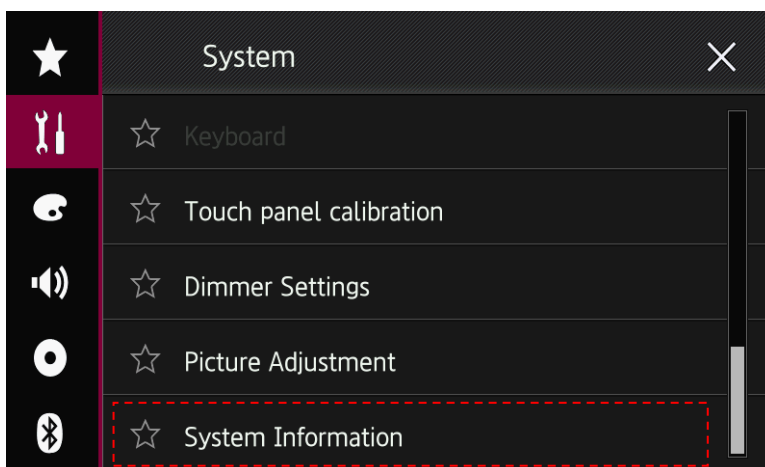 System
Keyboard
Touch panel calibration
Dimmer Settings
Picture Adjustment
System Information